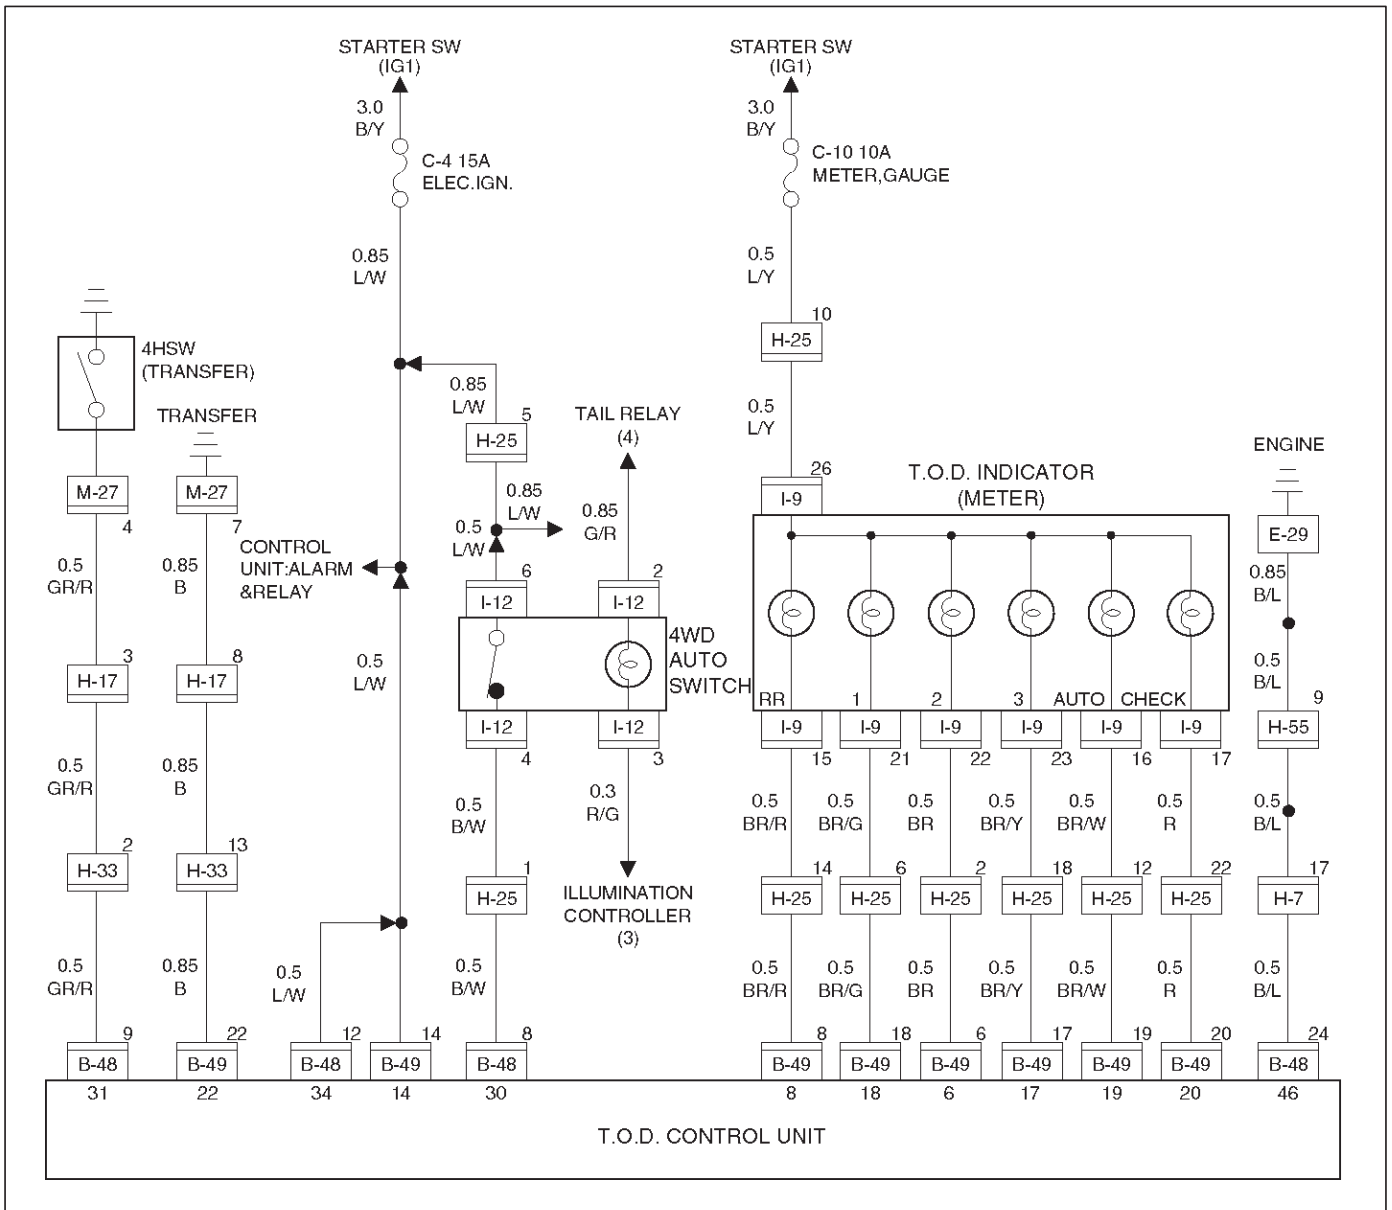 STARTER SW
(IG1)
STARTER SW
(IG1)
3.0
B/Y
3.0
B/Y
C-4 15A
ELEC.IGN.
C-10 10A
METER,GAUGE
0.85
L/W
0.5
L/Y
10
H-25
4HSW
(TRANSFER)
0.85
L/W
5
H-25
0.5
L/Y
TRANSFER
TAIL RELAY
(4)
ENGINE
26
I-9
T.O.D. INDICATOR
(METER)
M-27
4
M-27
7
0.85
L/W
0.5
L/W
0.85
G/R
E-29
CONTROL
UNIT:ALARM
&RELAY
0.5
GR/R
0.85
B
6
I-12
2
I-12
0.85
B/L
4WD
AUTO
SWITCH
3
H-17
8
H-17
0.5
L/W
0.5
B/L
RR
1
2
3
AUTO
CHECK
9
H-55
I-12
4
I-12
3
I-9
15
I-9
21
I-9
22
I-9
23
I-9
16
I-9
17
0.5
GR/R
0.85
B
0.5
B/W
0.3
R/G
0.5
BR/R
0.5
BR/G
0.5
BR
0.5
BR/Y
0.5
BR/W
0.5
R
0.5
B/L
2
H-33
13
H-33
1
H-25
ILLUMINATION
CONTROLLER
(3)
14
H-25
6
H-25
2
H-25
18
H-25
12
H-25
22
H-25
17
H-7
0.5
GR/R
0.85
B
0.5
L/W
0.5
B/W
0.5
BR/R
0.5
BR/G
0.5
BR
0.5
BR/Y
0.5
BR/W
0.5
R
0.5
B/L
9
B-48
22
B-49
12
B-48
14
B-49
8
B-48
8
B-49
18
B-49
6
B-49
17
B-49
19
B-49
20
B-49
24
B-48
31 22 34 14 30 8 18 6 17 19 20 46
T.O.D. CONTROL UNIT